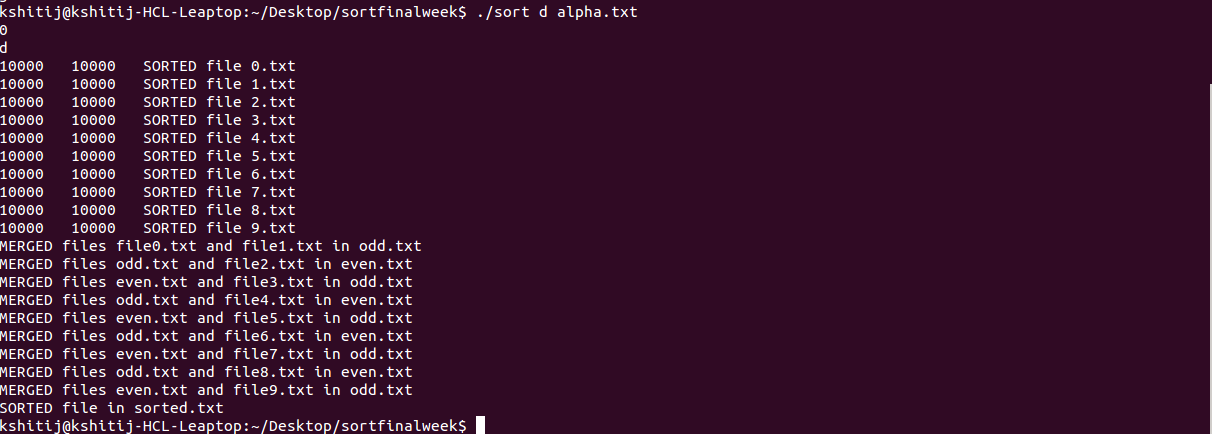 kshitij@kshitij-HCL-Leaptop:~/Desktop/sortfinalweek$ ./sort d alpha.txt
0
d
10000   10000   SORTED file 0.txt
10000   10000   SORTED file 1.txt
10000   10000   SORTED file 2.txt
10000   10000   SORTED file 3.txt
10000   10000   SORTED file 4.txt
10000   10000   SORTED file 5.txt
10000   10000   SORTED file 6.txt
10000   10000   SORTED file 7.txt
10000   10000   SORTED file 8.txt
10000   10000   SORTED file 9.txt
MERGED files file0.txt and file1.txt in odd.txt
MERGED files odd.txt and file2.txt in even.txt
MERGED files even.txt and file3.txt in odd.txt
MERGED files odd.txt and file4.txt in even.txt
MERGED files even.txt and file5.txt in odd.txt
MERGED files odd.txt and file6.txt in even.txt
MERGED files even.txt and file7.txt in odd.txt
MERGED files odd.txt and file8.txt in even.txt
MERGED files even.txt and file9.txt in odd.txt
SORTED file in sorted.txt
kshitij@kshitij-HCL-Leaptop:~/Desktop/sortfinalweek$